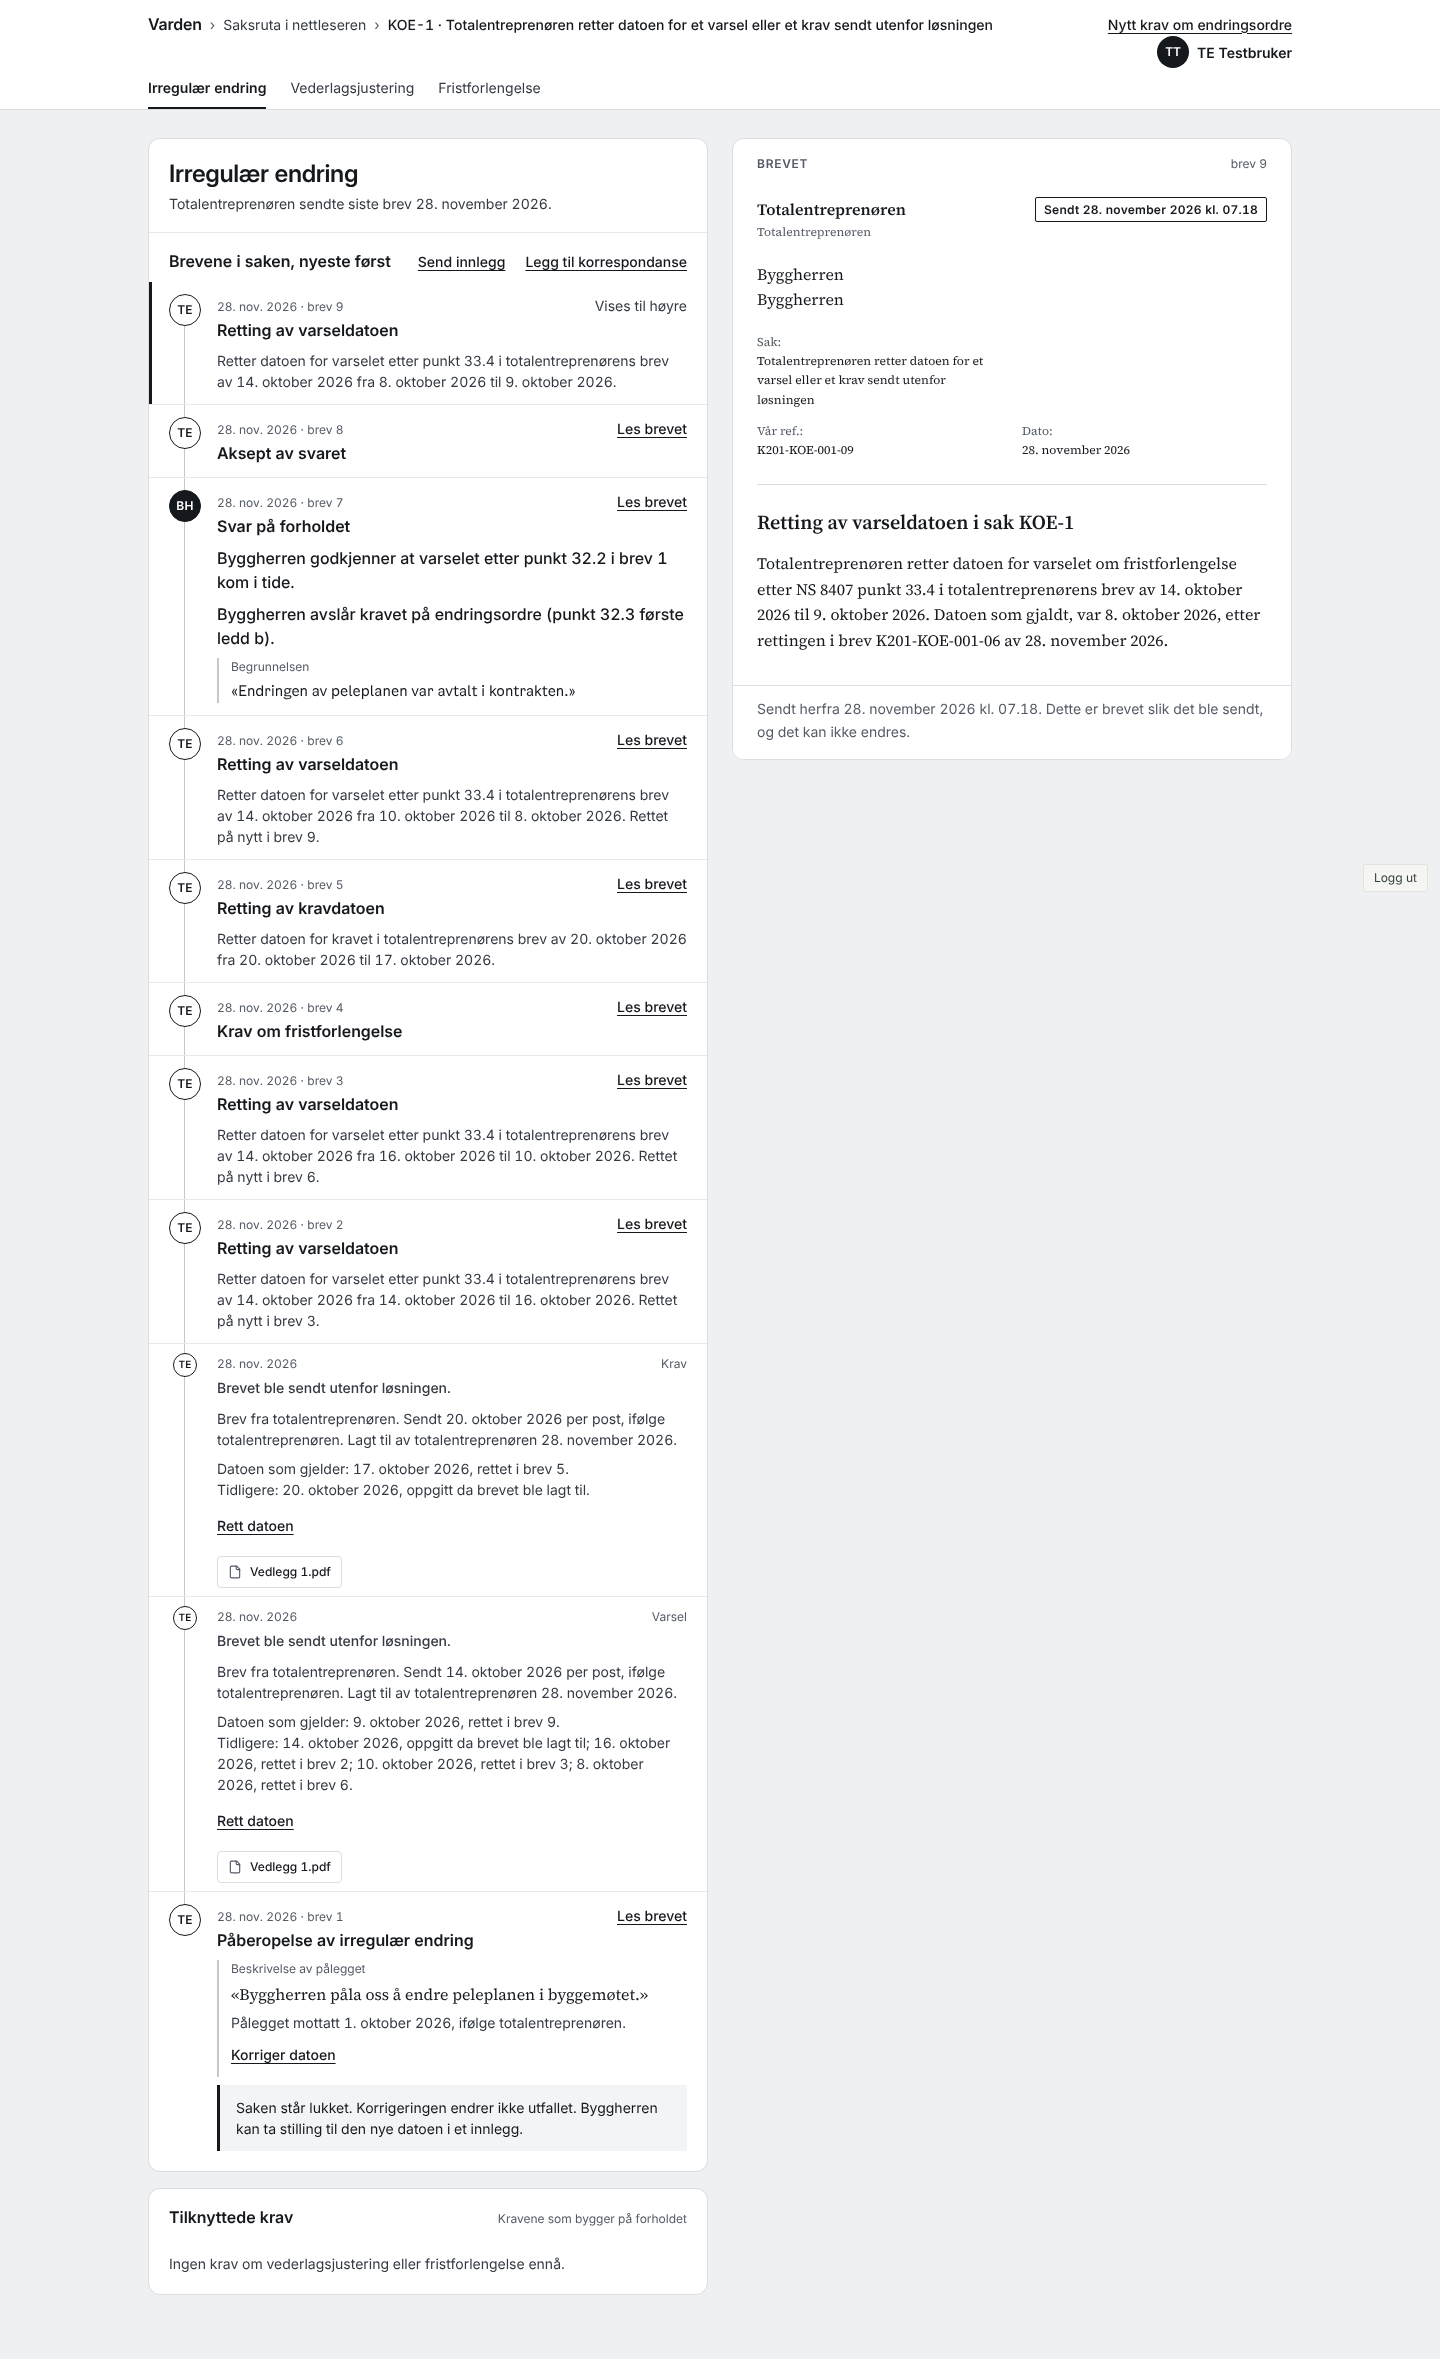 Varden › Saksruta i nettleseren › KOE-1 · Totalentreprenøren retter datoen for et varsel eller et krav sendt utenfor løsningen
Nytt krav om endringsordre
TT TE Testbruker
Irregulær endring Vederlagsjustering Fristforlengelse
Irregulær endring
Totalentreprenøren sendte siste brev 28. november 2026.
Brevene i saken, nyeste først Send innlegg Legg til korrespondanse
TE 28. nov. 2026 · brev 9 Vises til høyre
Retting av varseldatoen
Retter datoen for varselet etter punkt 33.4 i totalentreprenørens brev
av 14. oktober 2026 fra 8. oktober 2026 til 9. oktober 2026.
TE 28. nov. 2026 · brev 8 Les brevet
Aksept av svaret
BH 28. nov. 2026 · brev 7 Les brevet
Svar på forholdet
Byggherren godkjenner at varselet etter punkt 32.2 i brev 1
kom i tide.
Byggherren avslår kravet på endringsordre (punkt 32.3 første
ledd b).
Begrunnelsen
«Endringen av peleplanen var avtalt i kontrakten.»
TE 28. nov. 2026 · brev 6 Les brevet
Retting av varseldatoen
Retter datoen for varselet etter punkt 33.4 i totalentreprenørens brev
av 14. oktober 2026 fra 10. oktober 2026 til 8. oktober 2026. Rettet
på nytt i brev 9.
TE 28. nov. 2026 · brev 5 Les brevet
Retting av kravdatoen
Retter datoen for kravet i totalentreprenørens brev av 20. oktober 2026
fra 20. oktober 2026 til 17. oktober 2026.
TE 28. nov. 2026 · brev 4 Les brevet
Krav om fristforlengelse
TE 28. nov. 2026 · brev 3 Les brevet
Retting av varseldatoen
Retter datoen for varselet etter punkt 33.4 i totalentreprenørens brev
av 14. oktober 2026 fra 16. oktober 2026 til 10. oktober 2026. Rettet
på nytt i brev 6.
TE 28. nov. 2026 · brev 2 Les brevet
Retting av varseldatoen
Retter datoen for varselet etter punkt 33.4 i totalentreprenørens brev
av 14. oktober 2026 fra 14. oktober 2026 til 16. oktober 2026. Rettet
på nytt i brev 3.
TE 28. nov. 2026 Krav
Brevet ble sendt utenfor løsningen.
Brev fra totalentreprenøren. Sendt 20. oktober 2026 per post, ifølge
totalentreprenøren. Lagt til av totalentreprenøren 28. november 2026.
Datoen som gjelder: 17. oktober 2026, rettet i brev 5.
Tidligere: 20. oktober 2026, oppgitt da brevet ble lagt til.
Rett datoen
Vedlegg 1.pdf
TE 28. nov. 2026 Varsel
Brevet ble sendt utenfor løsningen.
Brev fra totalentreprenøren. Sendt 14. oktober 2026 per post, ifølge
totalentreprenøren. Lagt til av totalentreprenøren 28. november 2026.
Datoen som gjelder: 9. oktober 2026, rettet i brev 9.
Tidligere: 14. oktober 2026, oppgitt da brevet ble lagt til; 16. oktober
2026, rettet i brev 2; 10. oktober 2026, rettet i brev 3; 8. oktober
2026, rettet i brev 6.
Rett datoen
Vedlegg 1.pdf
TE 28. nov. 2026 · brev 1 Les brevet
Påberopelse av irregulær endring
Beskrivelse av pålegget
«Byggherren påla oss å endre peleplanen i byggemøtet.»
Pålegget mottatt 1. oktober 2026, ifølge totalentreprenøren.
Korriger datoen
Saken står lukket. Korrigeringen endrer ikke utfallet. Byggherren
kan ta stilling til den nye datoen i et innlegg.
Tilknyttede krav Kravene som bygger på forholdet
Ingen krav om vederlagsjustering eller fristforlengelse ennå.
BREVET brev 9
Totalentreprenøren Sendt 28. november 2026 kl. 07.18
Totalentreprenøren
Byggherren
Byggherren
Sak:
Totalentreprenøren retter datoen for et
varsel eller et krav sendt utenfor
løsningen
Vår ref.: Dato:
K201-KOE-001-09 28. november 2026
Retting av varseldatoen i sak KOE-1
Totalentreprenøren retter datoen for varselet om fristforlengelse
etter NS 8407 punkt 33.4 i totalentreprenørens brev av 14. oktober
2026 til 9. oktober 2026. Datoen som gjaldt, var 8. oktober 2026, etter
rettingen i brev K201-KOE-001-06 av 28. november 2026.
Sendt herfra 28. november 2026 kl. 07.18. Dette er brevet slik det ble sendt,
og det kan ikke endres.
Logg ut